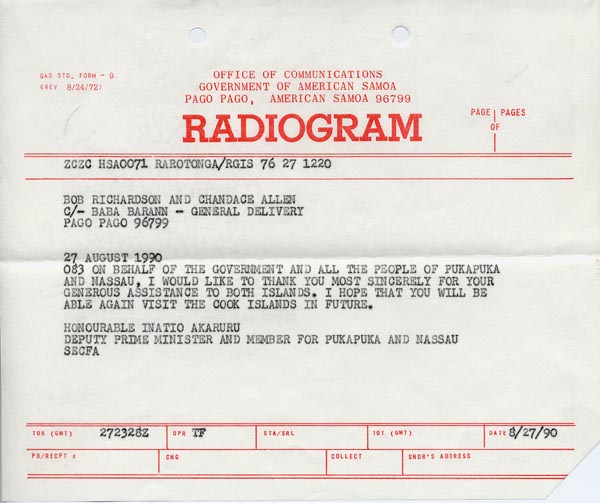 GAS STD. FORM - 9
(REV 8/24/72)
OFFICE OF COMMUNICATIONS
GOVERNMENT OF AMERICAN SAMOA
PAGO PAGO, AMERICAN SAMOA 96799
RADIOGRAM
PAGE PAGES
OF
ZCZC HSA0071 RAROTONGA/RGIS 76 27 1220
BOB RICHARDSON AND CHANDACE ALLEN
C/- BABA BARANN - GENERAL DELIVERY
PAGO PAGO 96799
27 AUGUST 1990
083 ON BEHALF OF THE GOVERNMENT AND ALL THE PEOPLE OF PUKAPUKA
AND NASSAU, I WOULD LIKE TO THANK YOU MOST SINCERELY FOR YOUR
GENEROUS ASSISTANCE TO BOTH ISLANDS. I HOPE THAT YOU WILL BE
ABLE AGAIN VISIT THE COOK ISLANDS IN FUTURE.
HONOURABLE INATIO AKARURU
DEPUTY PRIME MINISTER AND MEMBER FOR PUKAPUKA AND NASSAU
SECFA
TOR (GMT) 272328Z OPR TF STA/SRL TOT (GMT) DATE 8/27/90
PD/RECPT # CHG COLLECT SNDR'S ADDRESS